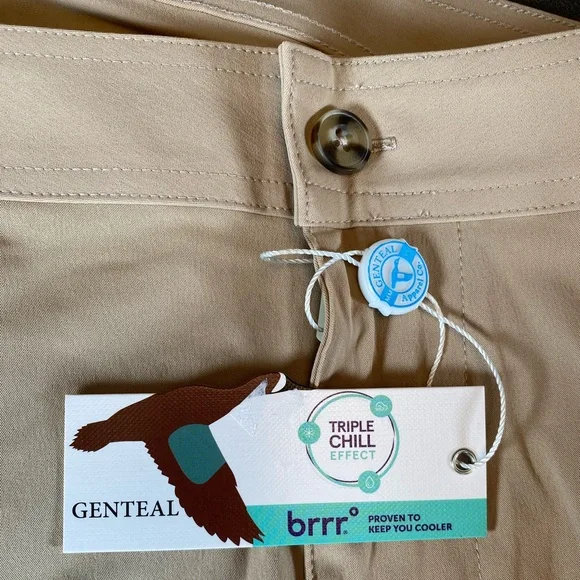 GENTEAL
Apparel Co.
TRIPLE
CHILL
EFFECT
GENTEAL
brrr°
PROVEN TO
KEEP YOU COOLER